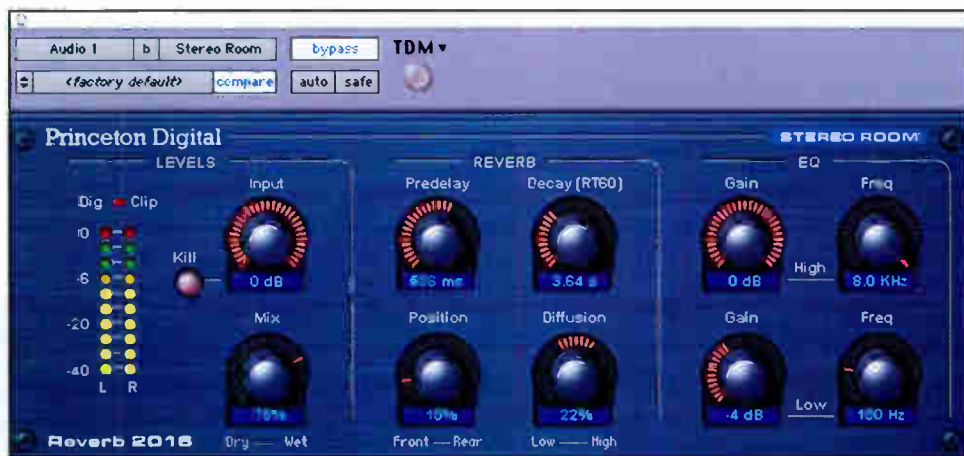 Audio 1 b Stereo Room bypass TDM
<factory default> compare auto safe
Princeton Digital STEREO ROOM
LEVELS REVERB EQ
Input Predelay Decay (RT60) Gain Freq
Dig Clip
0
Kill
-6
High
0 dB ms 3.64 s 0 dB 8.0 KHz
-20
Mix Position Diffusion Gain Freq
-40
L R
Low
22% -4 dB 100 Hz
Reverb 2016 Dry Wet Front Rear Low High